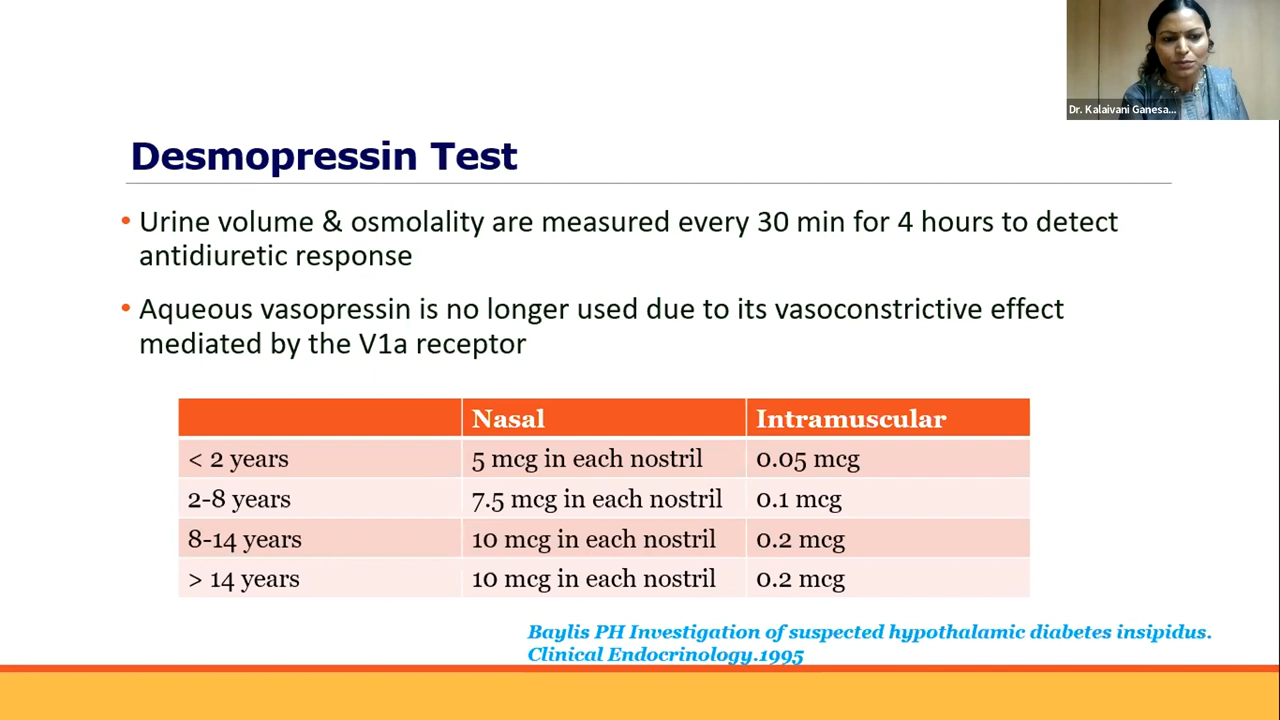 Dr. Kalaivani Ganesa...
Desmopressin Test
• Urine volume & osmolality are measured every 30 min for 4 hours to detect
antidiuretic response
• Aqueous vasopressin is no longer used due to its vasoconstrictive effect
mediated by the V1a receptor
Nasal Intramuscular
< 2 years 5 mcg in each nostril 0.05 mcg
2-8 years 7.5 mcg in each nostril 0.1 mcg
8-14 years 10 mcg in each nostril 0.2 mcg
> 14 years 10 mcg in each nostril 0.2 mcg
Baylis PH Investigation of suspected hypothalamic diabetes insipidus.
Clinical Endocrinology.1995